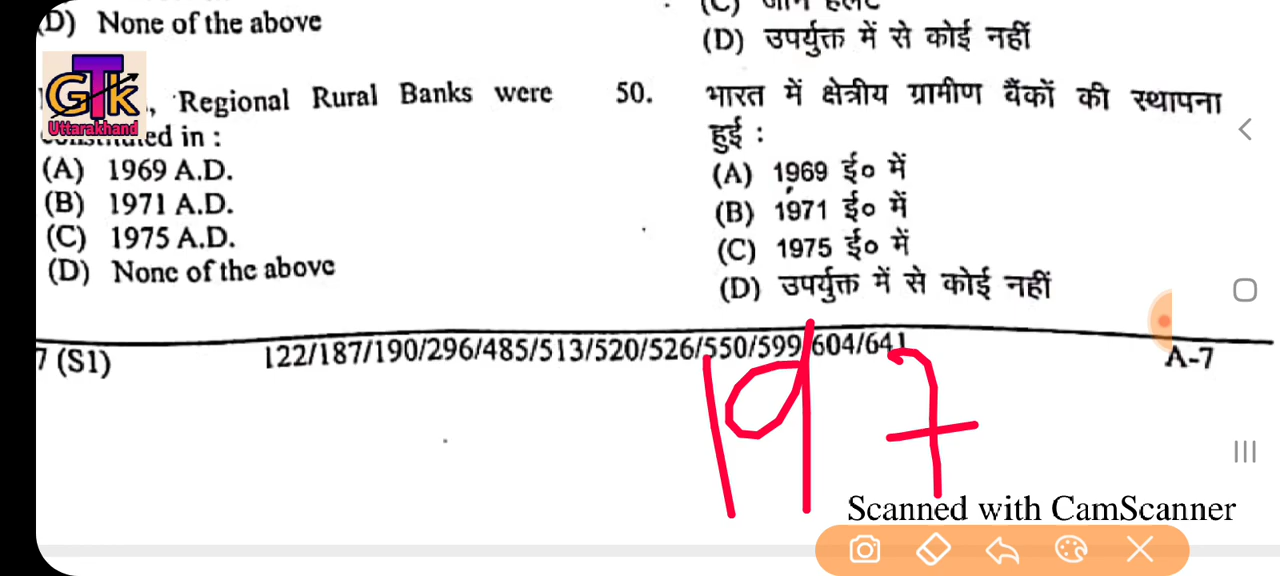 (D) None of the above
GTK
Uttarakhand
Regional Rural Banks were
in :
(A) 1969 A.D.
(B) 1971 A.D.
(C) 1975 A.D.
(D) None of the above
(D) उपर्युक्त में से कोई नहीं
50. भारत में क्षेत्रीय ग्रामीण बैंकों की स्थापना
हुई :
(A) 1969 ई० में
(B) 1971 ई० में
(C) 1975 ई० में
(D) उपर्युक्त में से कोई नहीं
7 (S1) 122/187/190/296/485/513/520/526/550/599/604/641 A-7
197
Scanned with CamScanner